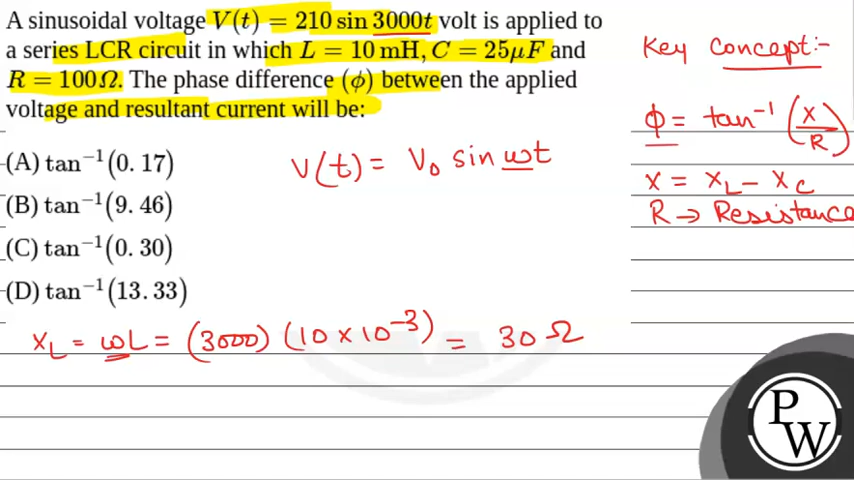 A sinusoidal voltage V(t) = 210 sin 3000t volt is applied to
a series LCR circuit in which L = 10 mH, C = 25μF and
R = 100Ω. The phase difference (ϕ) between the applied
voltage and resultant current will be:
(A) tan⁻¹(0. 17)
(B) tan⁻¹(9. 46)
(C) tan⁻¹(0. 30)
(D) tan⁻¹(13. 33)
V(t) = V₀ sin ωt
Key Concept:-
ϕ = tan⁻¹(X/R)
X = X_L - X_C
R → Resistance
X_L = ωL = (3000) (10 × 10⁻³) = 30 Ω
P
W